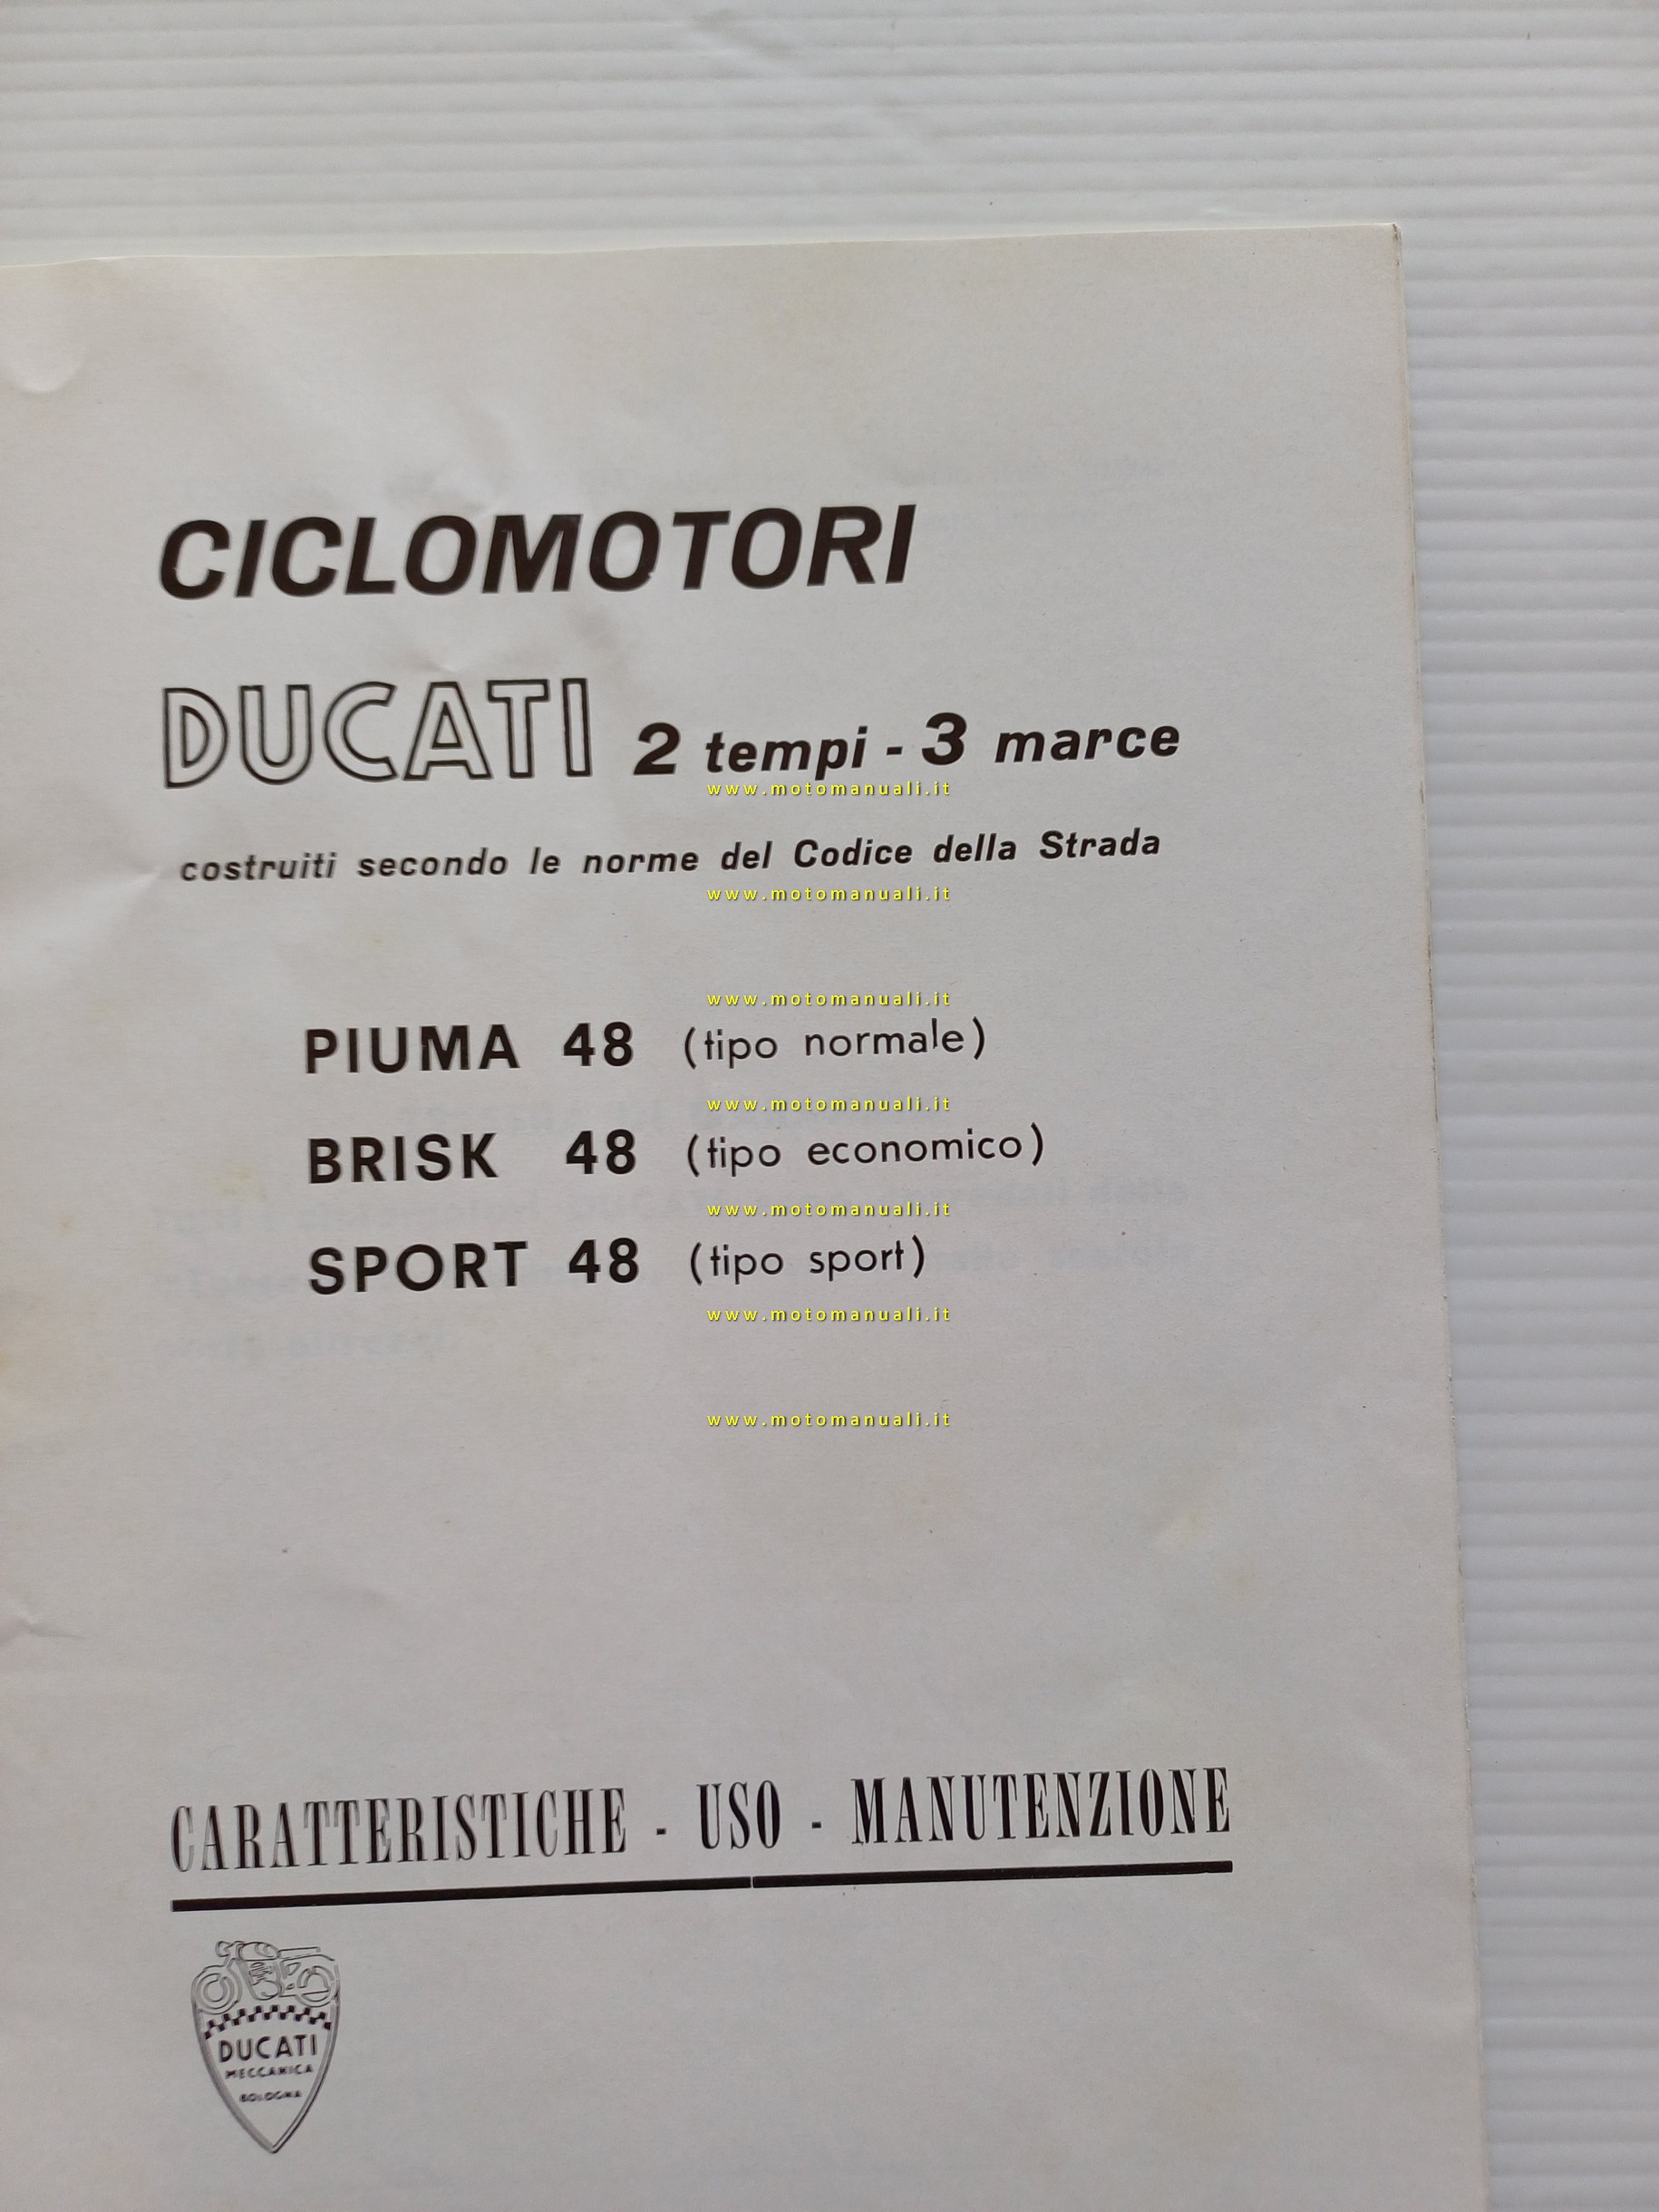 CICLOMOTORI
DUCATI 2 tempi - 3 marce
www.motomanuali.it
costruiti secondo le norme del Codice della Strada
www.motomanuali.it
www.motomanuali.it
PIUMA 48 (tipo normale)
www.motomanuali.it
BRISK 48 (tipo economico)
www.motomanuali.it
SPORT 48 (tipo sport)
www.motomanuali.it
www.motomanuali.it
CARATTERISTICHE - USO - MANUTENZIONE
DUCATI
MECCANICA
BOLOGNA